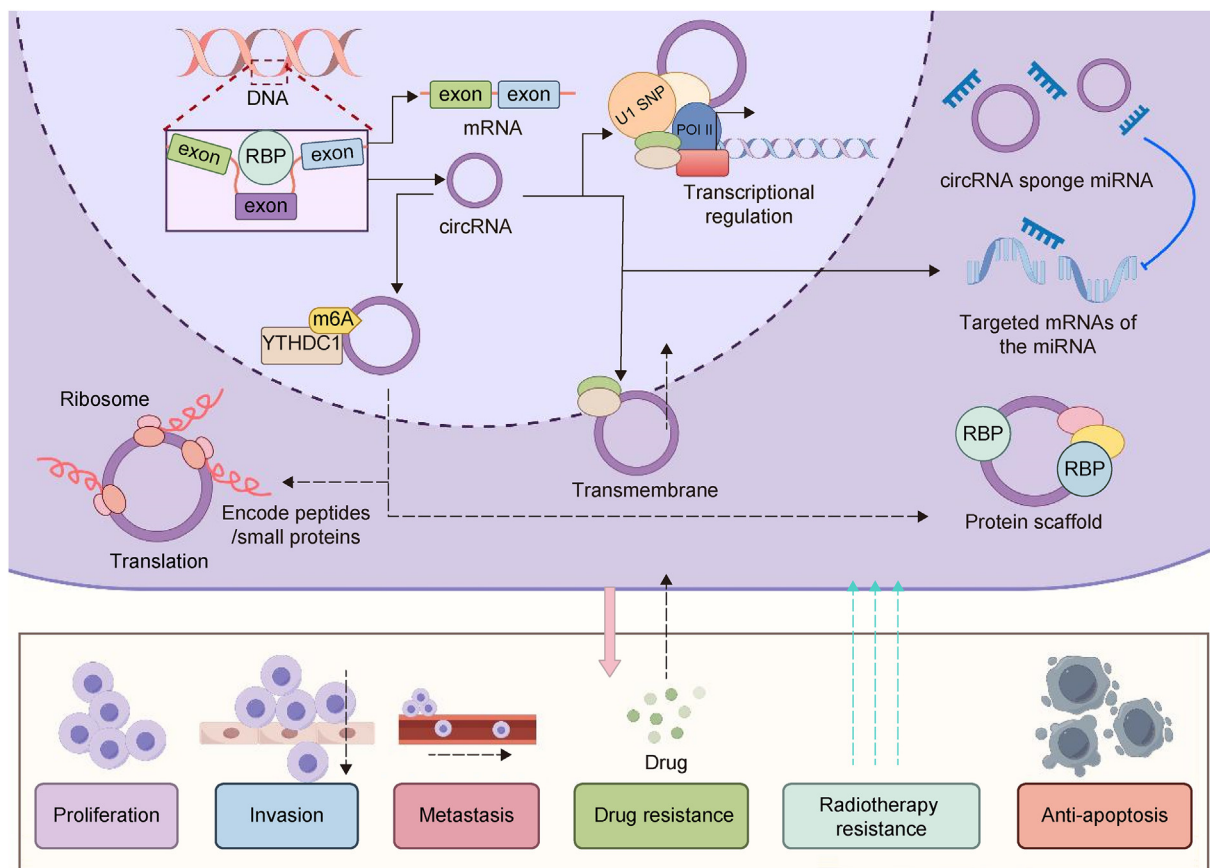 DNA
exon
RBP
exon
exon
exon
exon
mRNA
circRNA
U1 SNP
POI II
Transcriptional
regulation
circRNA sponge miRNA
Targeted mRNAs of
the miRNA
m6A
YTHDC1
Ribosome
Encode peptides
/small proteins
Translation
Transmembrane
RBP
RBP
Protein scaffold
Drug
Proliferation
Invasion
Metastasis
Drug resistance
Radiotherapy
resistance
Anti-apoptosis